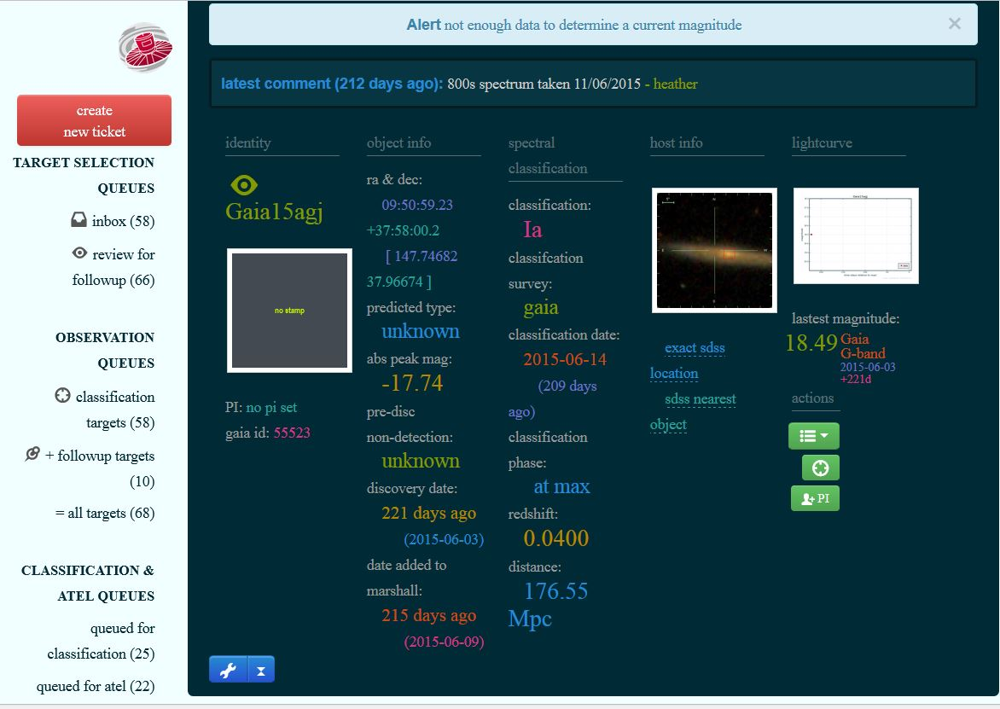 Alert not enough data to determine a current magnitude
×
latest comment (212 days ago): 800s spectrum taken 11/06/2015 - heather
create
new ticket
TARGET SELECTION
QUEUES
inbox (58)
review for
followup (66)
OBSERVATION
QUEUES
classification
targets (58)
+ followup targets
(10)
= all targets (68)
CLASSIFICATION &
ATEL QUEUES
queued for
classification (25)
queued for atel (22)
identity
Gaia15agj
no stamp
PI: no pi set
gaia id: 55523
object info
ra & dec:
09:50:59.23
+37:58:00.2
[ 147.74682
37.96674 ]
predicted type:
unknown
abs peak mag:
-17.74
pre-disc
non-detection:
unknown
discovery date:
221 days ago
(2015-06-03)
date added to
marshall:
215 days ago
(2015-06-09)
spectral
classification
classification:
Ia
classifcation
survey:
gaia
classification date:
2015-06-14
(209 days
ago)
classification
phase:
at max
redshift:
0.0400
distance:
176.55
Mpc
host info
exact sdss
location
sdss nearest
object
lightcurve
lastest magnitude:
18.49 Gaia
G-band
2015-06-03
+221d
actions
PI